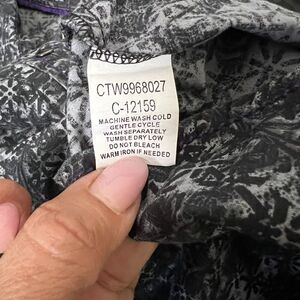 CTW9968027
C-12159
MACHINE WASH COLD
GENTLE CYCLE
WASH SEPARATELY
TUMBLE DRY LOW
DO NOT BLEACH
WARM IRON IF NEEDED